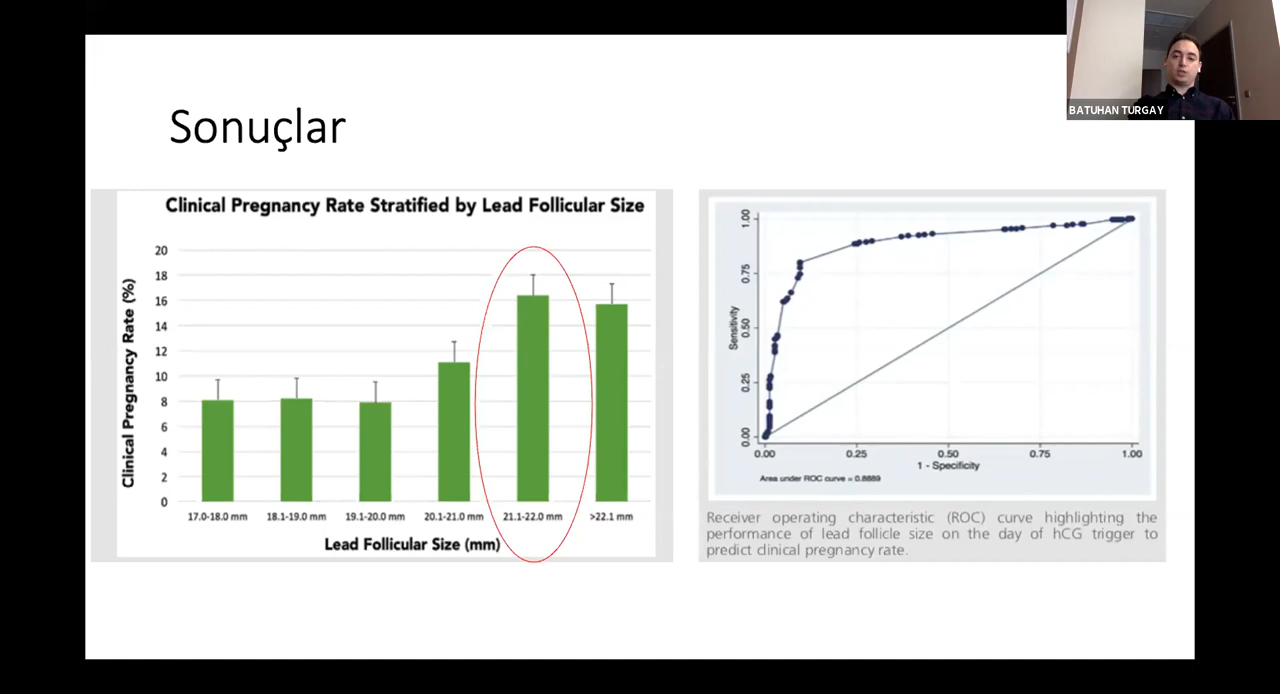 BATUHAN TURGAY
Sonuçlar
Clinical Pregnancy Rate Stratified by Lead Follicular Size
Clinical Pregnancy Rate (%)
20
18
16
14
12
10
8
6
4
2
0
17.0-18.0 mm
18.1-19.0 mm
19.1-20.0 mm
20.1-21.0 mm
21.1-22.0 mm
>22.1 mm
Lead Follicular Size (mm)
Sensitivity
1.00
0.75
0.50
0.25
0.00
0.00
0.25
0.50
0.75
1.00
1 - Specificity
Area under ROC curve = 0.8889
Receiver operating characteristic (ROC) curve highlighting the
performance of lead follicle size on the day of hCG trigger to
predict clinical pregnancy rate.